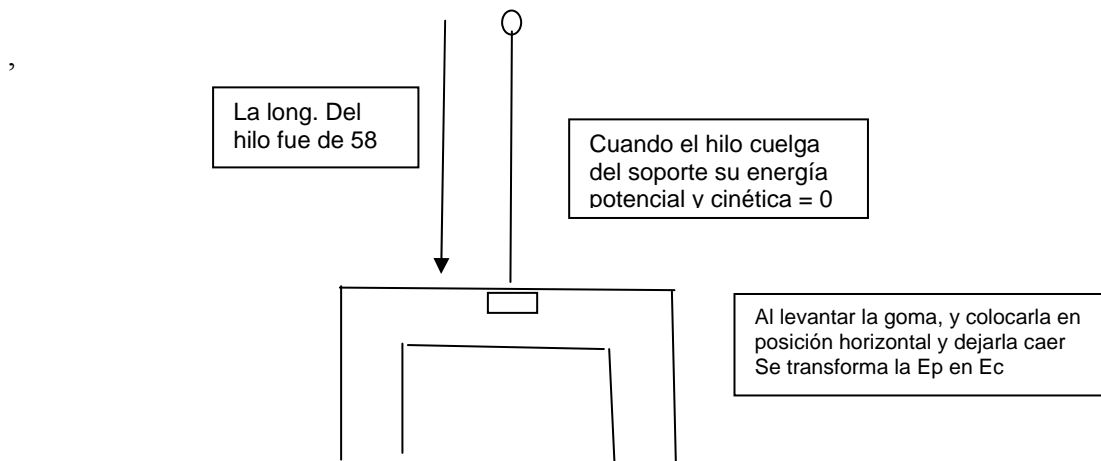 ,
La long. Del
hilo fue de 58
Cuando el hilo cuelga
del soporte su energía
potencial y cinética = 0
Al levantar la goma, y colocarla en
posición horizontal y dejarla caer
Se transforma la Ep en Ec